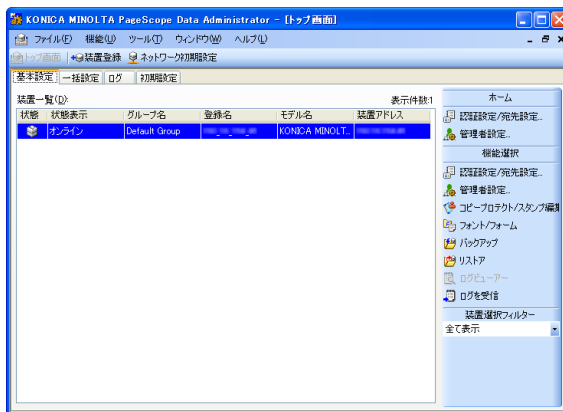 KONICA MINOLTA PageScope Data Administrator - [トップ画面]
ファイル(F) 機能(U) ツール(T) ウィンドウ(W) ヘルプ(L)
トップ画面 装置登録 ネットワーク初期設定
基本設定 一括設定 ログ 初期設定
装置一覧(D): 表示件数:1
状態 状態表示 グループ名 登録名 モデル名 装置アドレス
オンライン Default Group KONICA MINOLT...
ホーム
認証設定/宛先設定...
管理者設定...
機能選択
認証設定/宛先設定...
管理者設定...
コピープロテクト/スタンプ編集
フォント/フォーム
バックアップ
リストア
ログビューアー
ログを受信
装置選択フィルター
全て表示